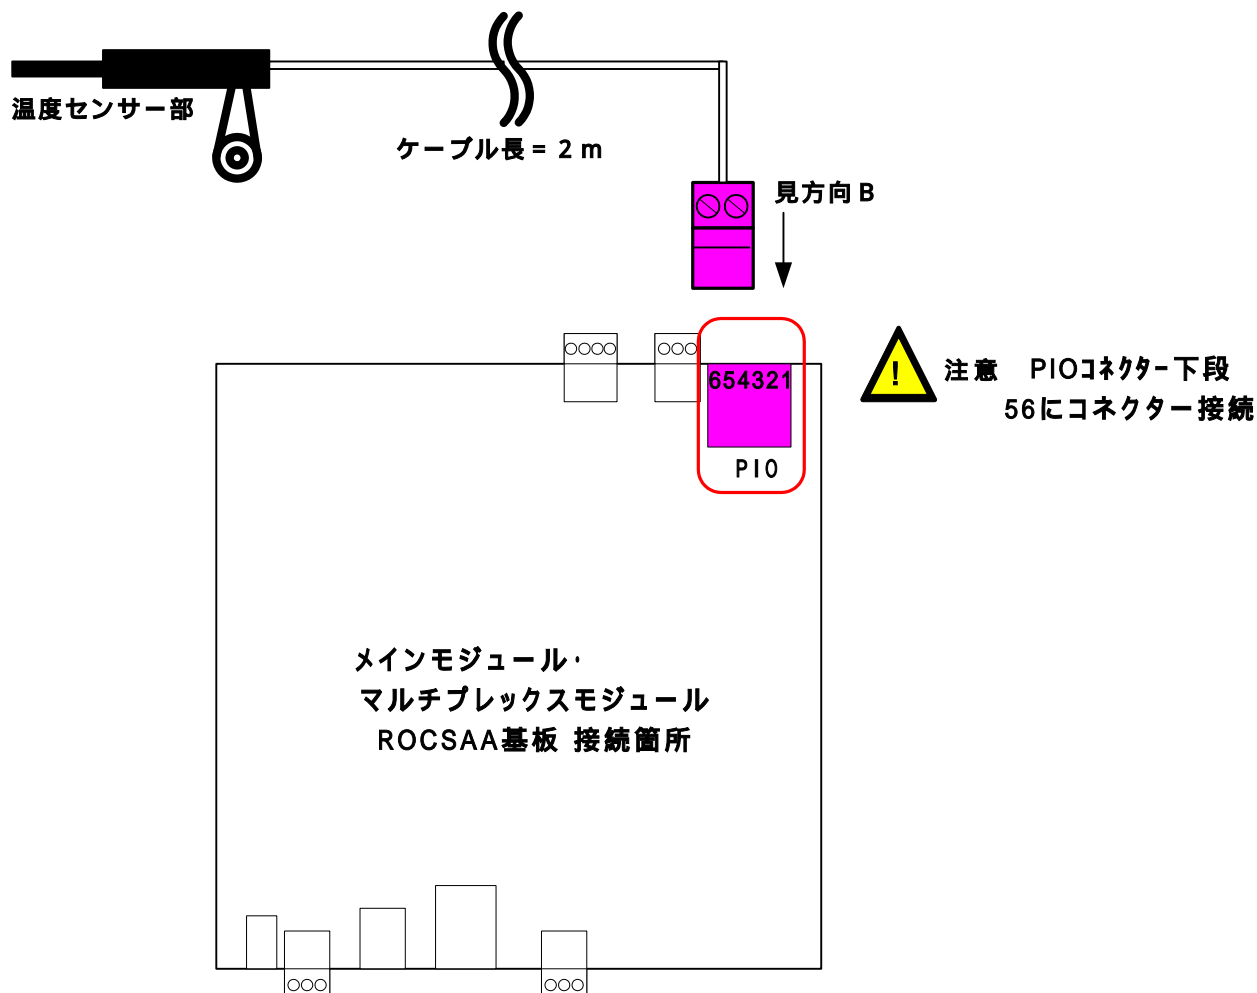 温度センサー部
ケーブル長 = 2 m
見方向 B
654321
PIO
! 注意 PIOコネクター下段
56にコネクター接続
メインモジュール・
マルチプレックスモジュール
ROCSAA基板 接続箇所